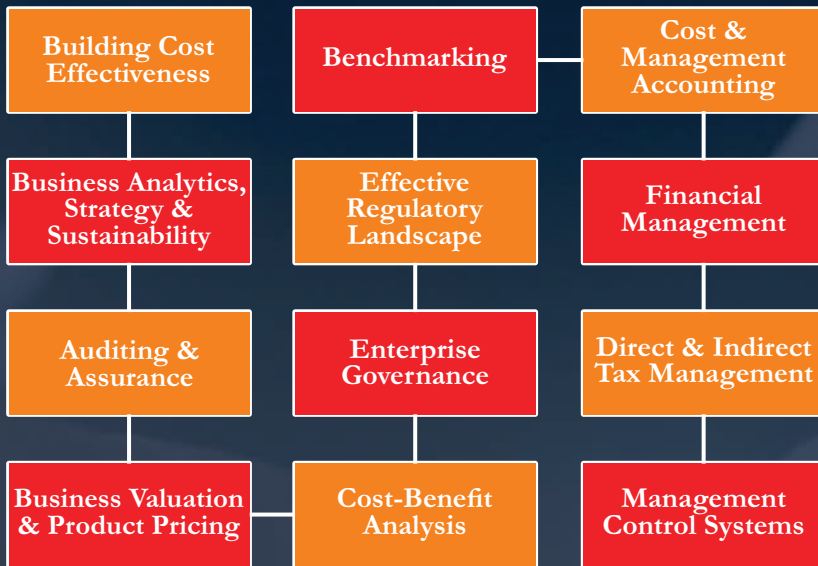 Building Cost
Effectiveness
Business Analytics,
Strategy &
Sustainability
Auditing &
Assurance
Business Valuation
& Product Pricing
Cost-Benefit
Analysis
Enterprise
Governance
Effective
Regulatory
Landscape
Benchmarking
Cost &
Management
Accounting
Financial
Management
Direct & Indirect
Tax Management
Management
Control Systems